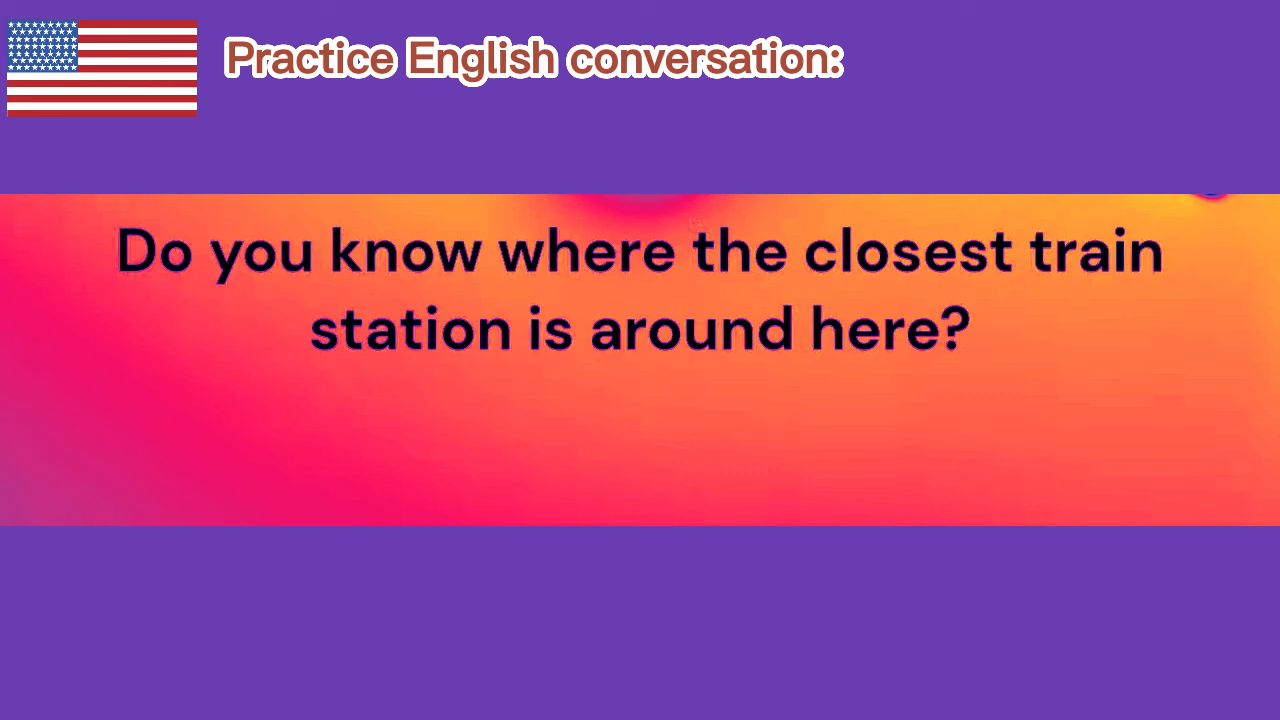 Practice English conversation:
Do you know where the closest train
station is around here?